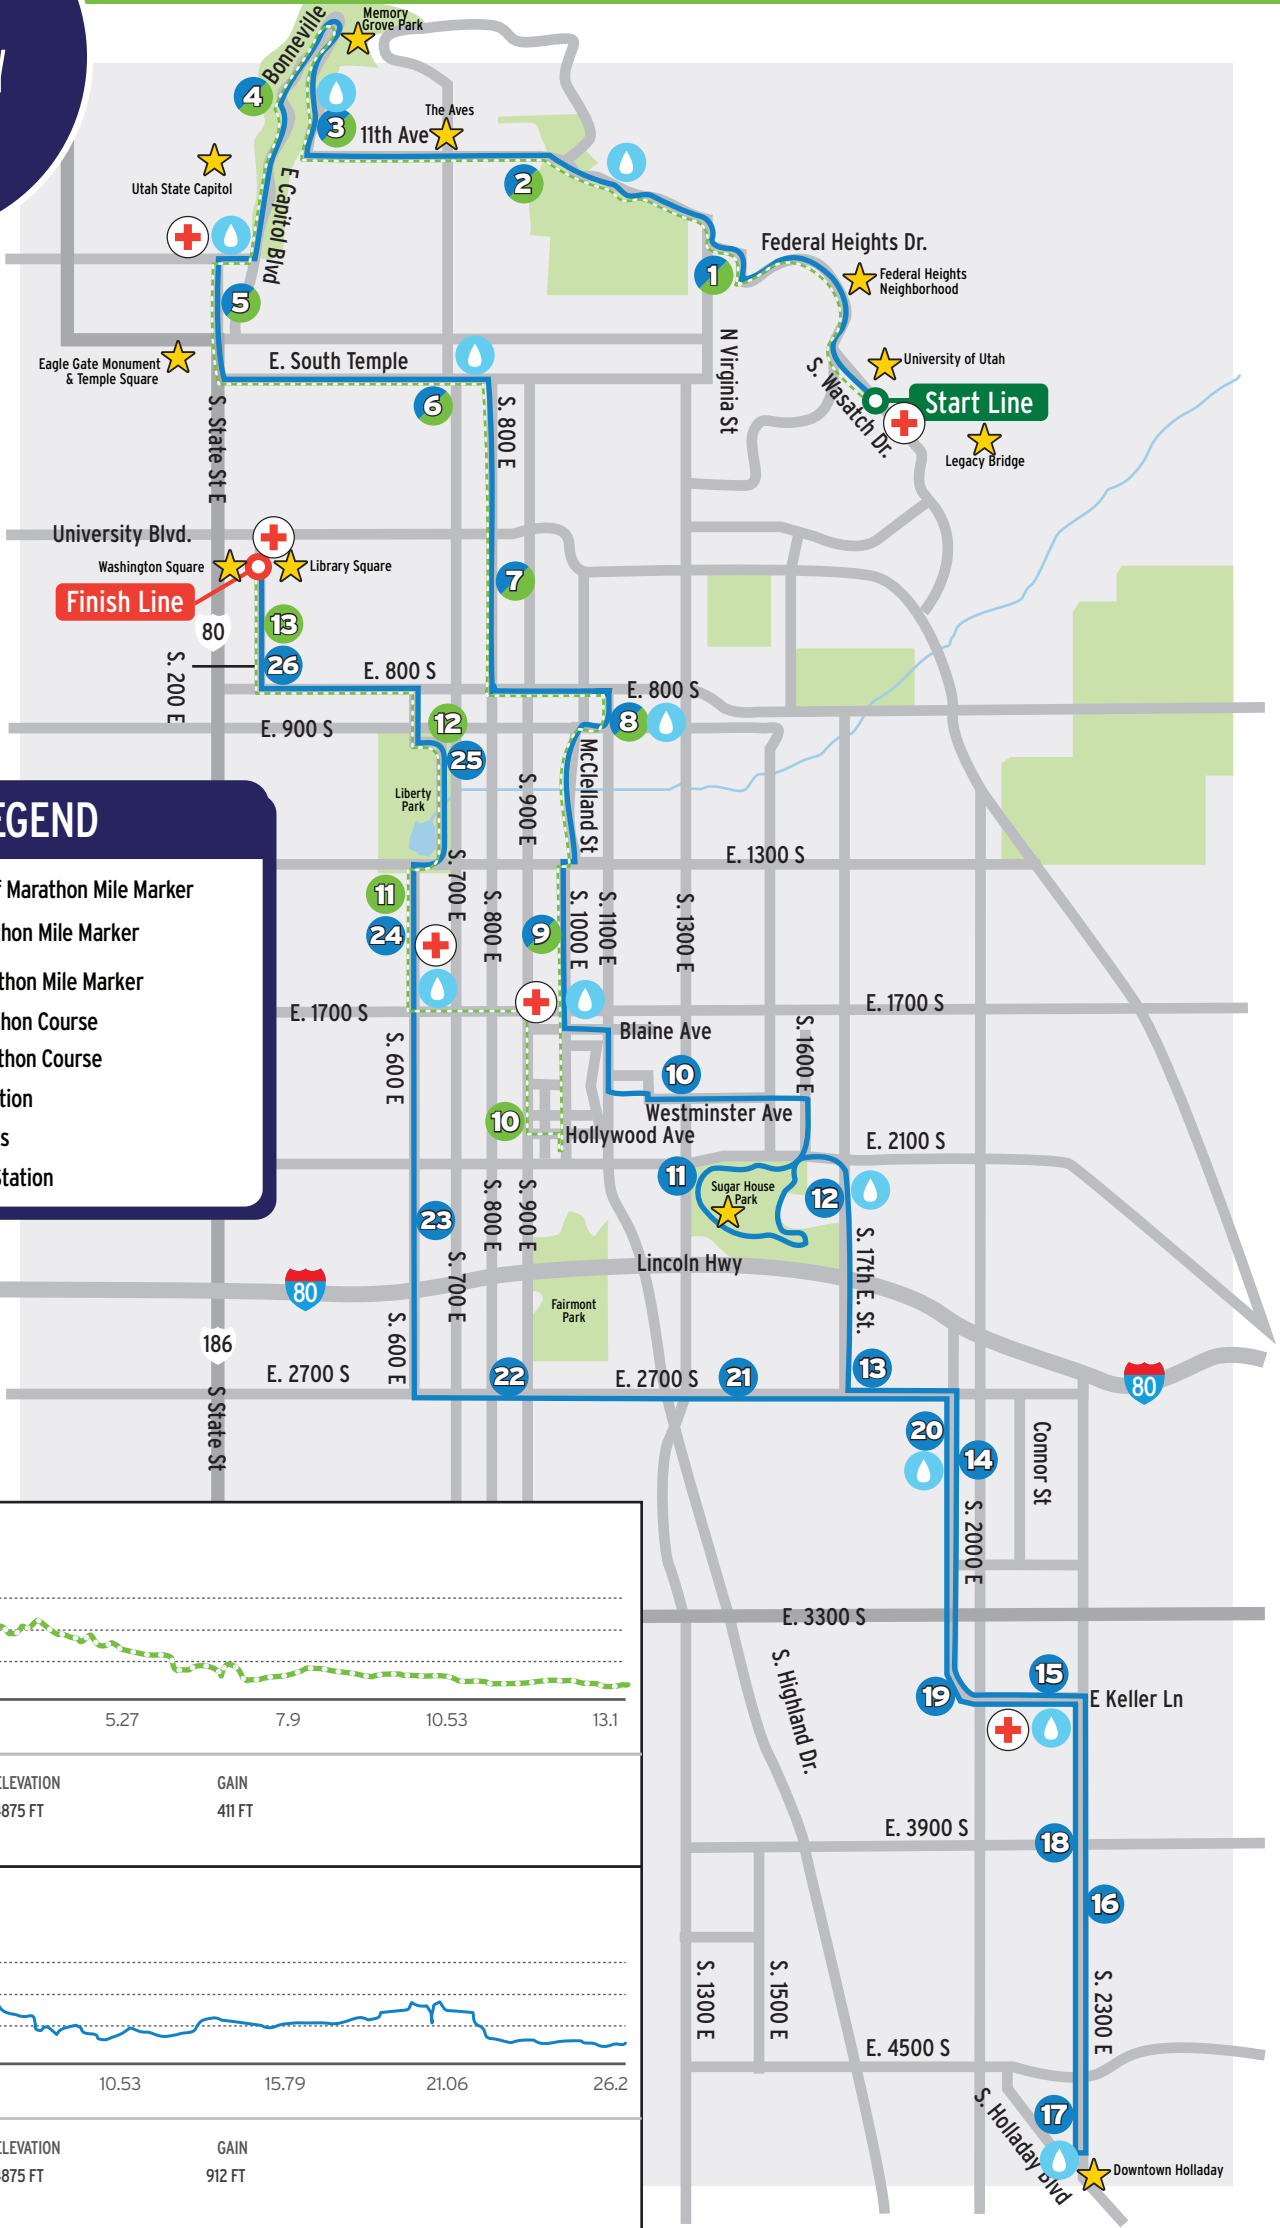 Y
Bonneville
Memory
Grove Park
4
3
11th Ave
The Aves
2
Utah State Capitol
E Capitol Blvd
5
Federal Heights Dr.
1
Federal Heights
Neighborhood
N Virginia St
University of Utah
S. Wasatch Dr.
Start Line
Legacy Bridge
Eagle Gate Monument
& Temple Square
E. South Temple
6
S. State St E
S. 800 E
University Blvd.
Washington Square
Library Square
Finish Line
7
13
80
26
S. 200 E
E. 800 S
E. 800 S
8
E. 900 S
12
25
Liberty
Park
S. 900 E
McClelland St
EGEND
f Marathon Mile Marker
hon Mile Marker
thon Mile Marker
hon Course
thon Course
tion
s
Station
E. 1300 S
S. 700 E
11
24
S. 800 E
9
S. 1000 E
S. 1100 E
S. 1300 E
E. 1700 S
E. 1700 S
S. 600 E
Blaine Ave
S. 1600 E
10
Westminster Ave
10
Hollywood Ave
E. 2100 S
11
Sugar House
Park
12
23
S. 800 E
S. 900 E
S. 700 E
Lincoln Hwy
S. 17th E. St.
80
Fairmont
Park
186
S. 600 E
E. 2700 S
22
E. 2700 S
21
13
80
S State St
20
14
Connor St
S. 2000 E
E. 3300 S
S. Highland Dr.
19
15
E Keller Ln
E. 3900 S
18
16
S. 1300 E
S. 1500 E
S. 2300 E
E. 4500 S
17
S. Holladay Blvd
Downtown Holladay
5.27 7.9 10.53 13.1
ELEVATION GAIN
875 FT 411 FT
10.53 15.79 21.06 26.2
ELEVATION GAIN
875 FT 912 FT